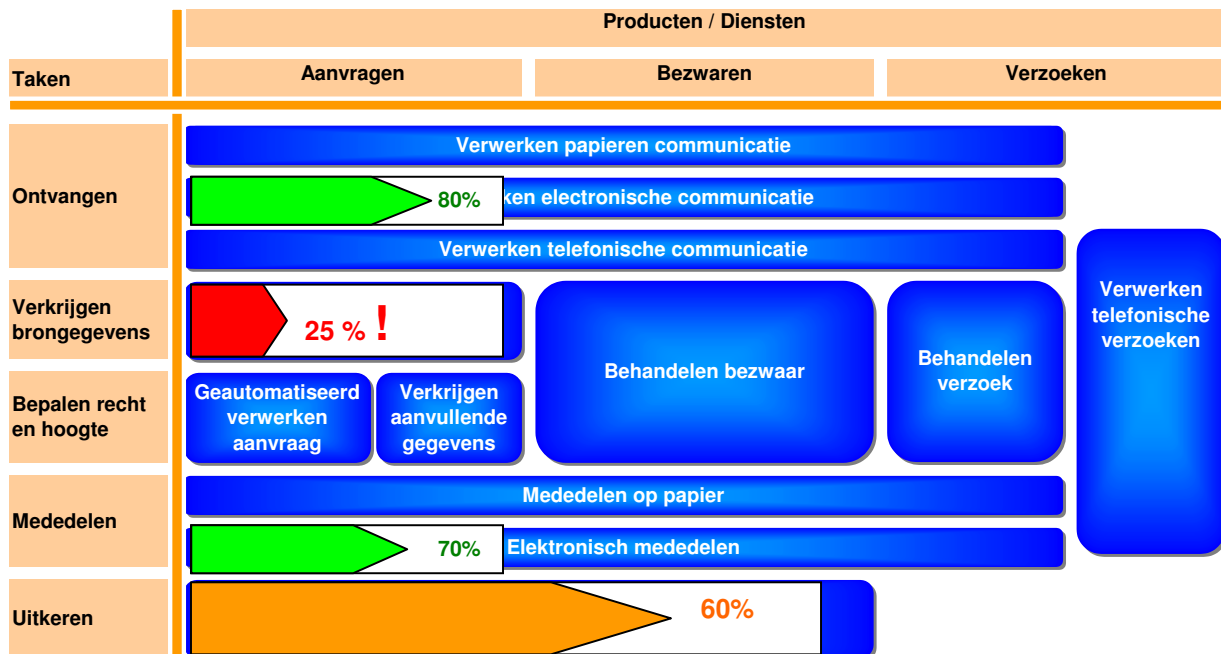 Producten / Diensten
Taken
Aanvragen
Bezwaren
Verzoeken
Ontvangen
Verwerken papieren communicatie
80%
ken electronische communicatie
Verwerken telefonische communicatie
Verwerken
telefonische
verzoeken
Verkrijgen
brongegevens
25 % !
Behandelen bezwaar
Behandelen
verzoek
Bepalen recht
en hoogte
Geautomatiseerd
verwerken
aanvraag
Verkrijgen
aanvullende
gegevens
Mededelen
Mededelen op papier
70%
Elektronisch mededelen
Uitkeren
60%